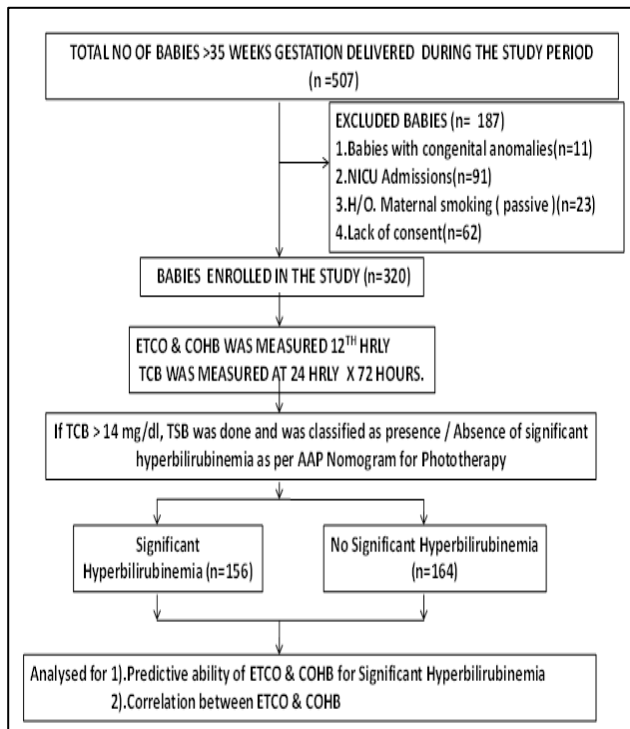 TOTAL NO OF BABIES >35 WEEKS GESTATION DELIVERED DURING THE STUDY PERIOD
(n =507)
EXCLUDED BABIES (n= 187)
1.Babies with congenital anomalies(n=11)
2.NICU Admissions(n=91)
3.H/O. Maternal smoking ( passive )(n=23)
4.Lack of consent(n=62)
BABIES ENROLLED IN THE STUDY (n=320)
ETCO & COHB WAS MEASURED 12TH HRLY
TCB WAS MEASURED AT 24 HRLY X 72 HOURS.
If TCB > 14 mg/dl, TSB was done and was classified as presence / Absence of significant
hyperbilirubinemia as per AAP Nomogram for Phototherapy
Significant
Hyperbilirubinemia (n=156)
No Significant Hyperbilirubinemia
(n=164)
Analysed for 1).Predictive ability of ETCO & COHB for Significant Hyperbilirubinemia
2).Correlation between ETCO & COHB